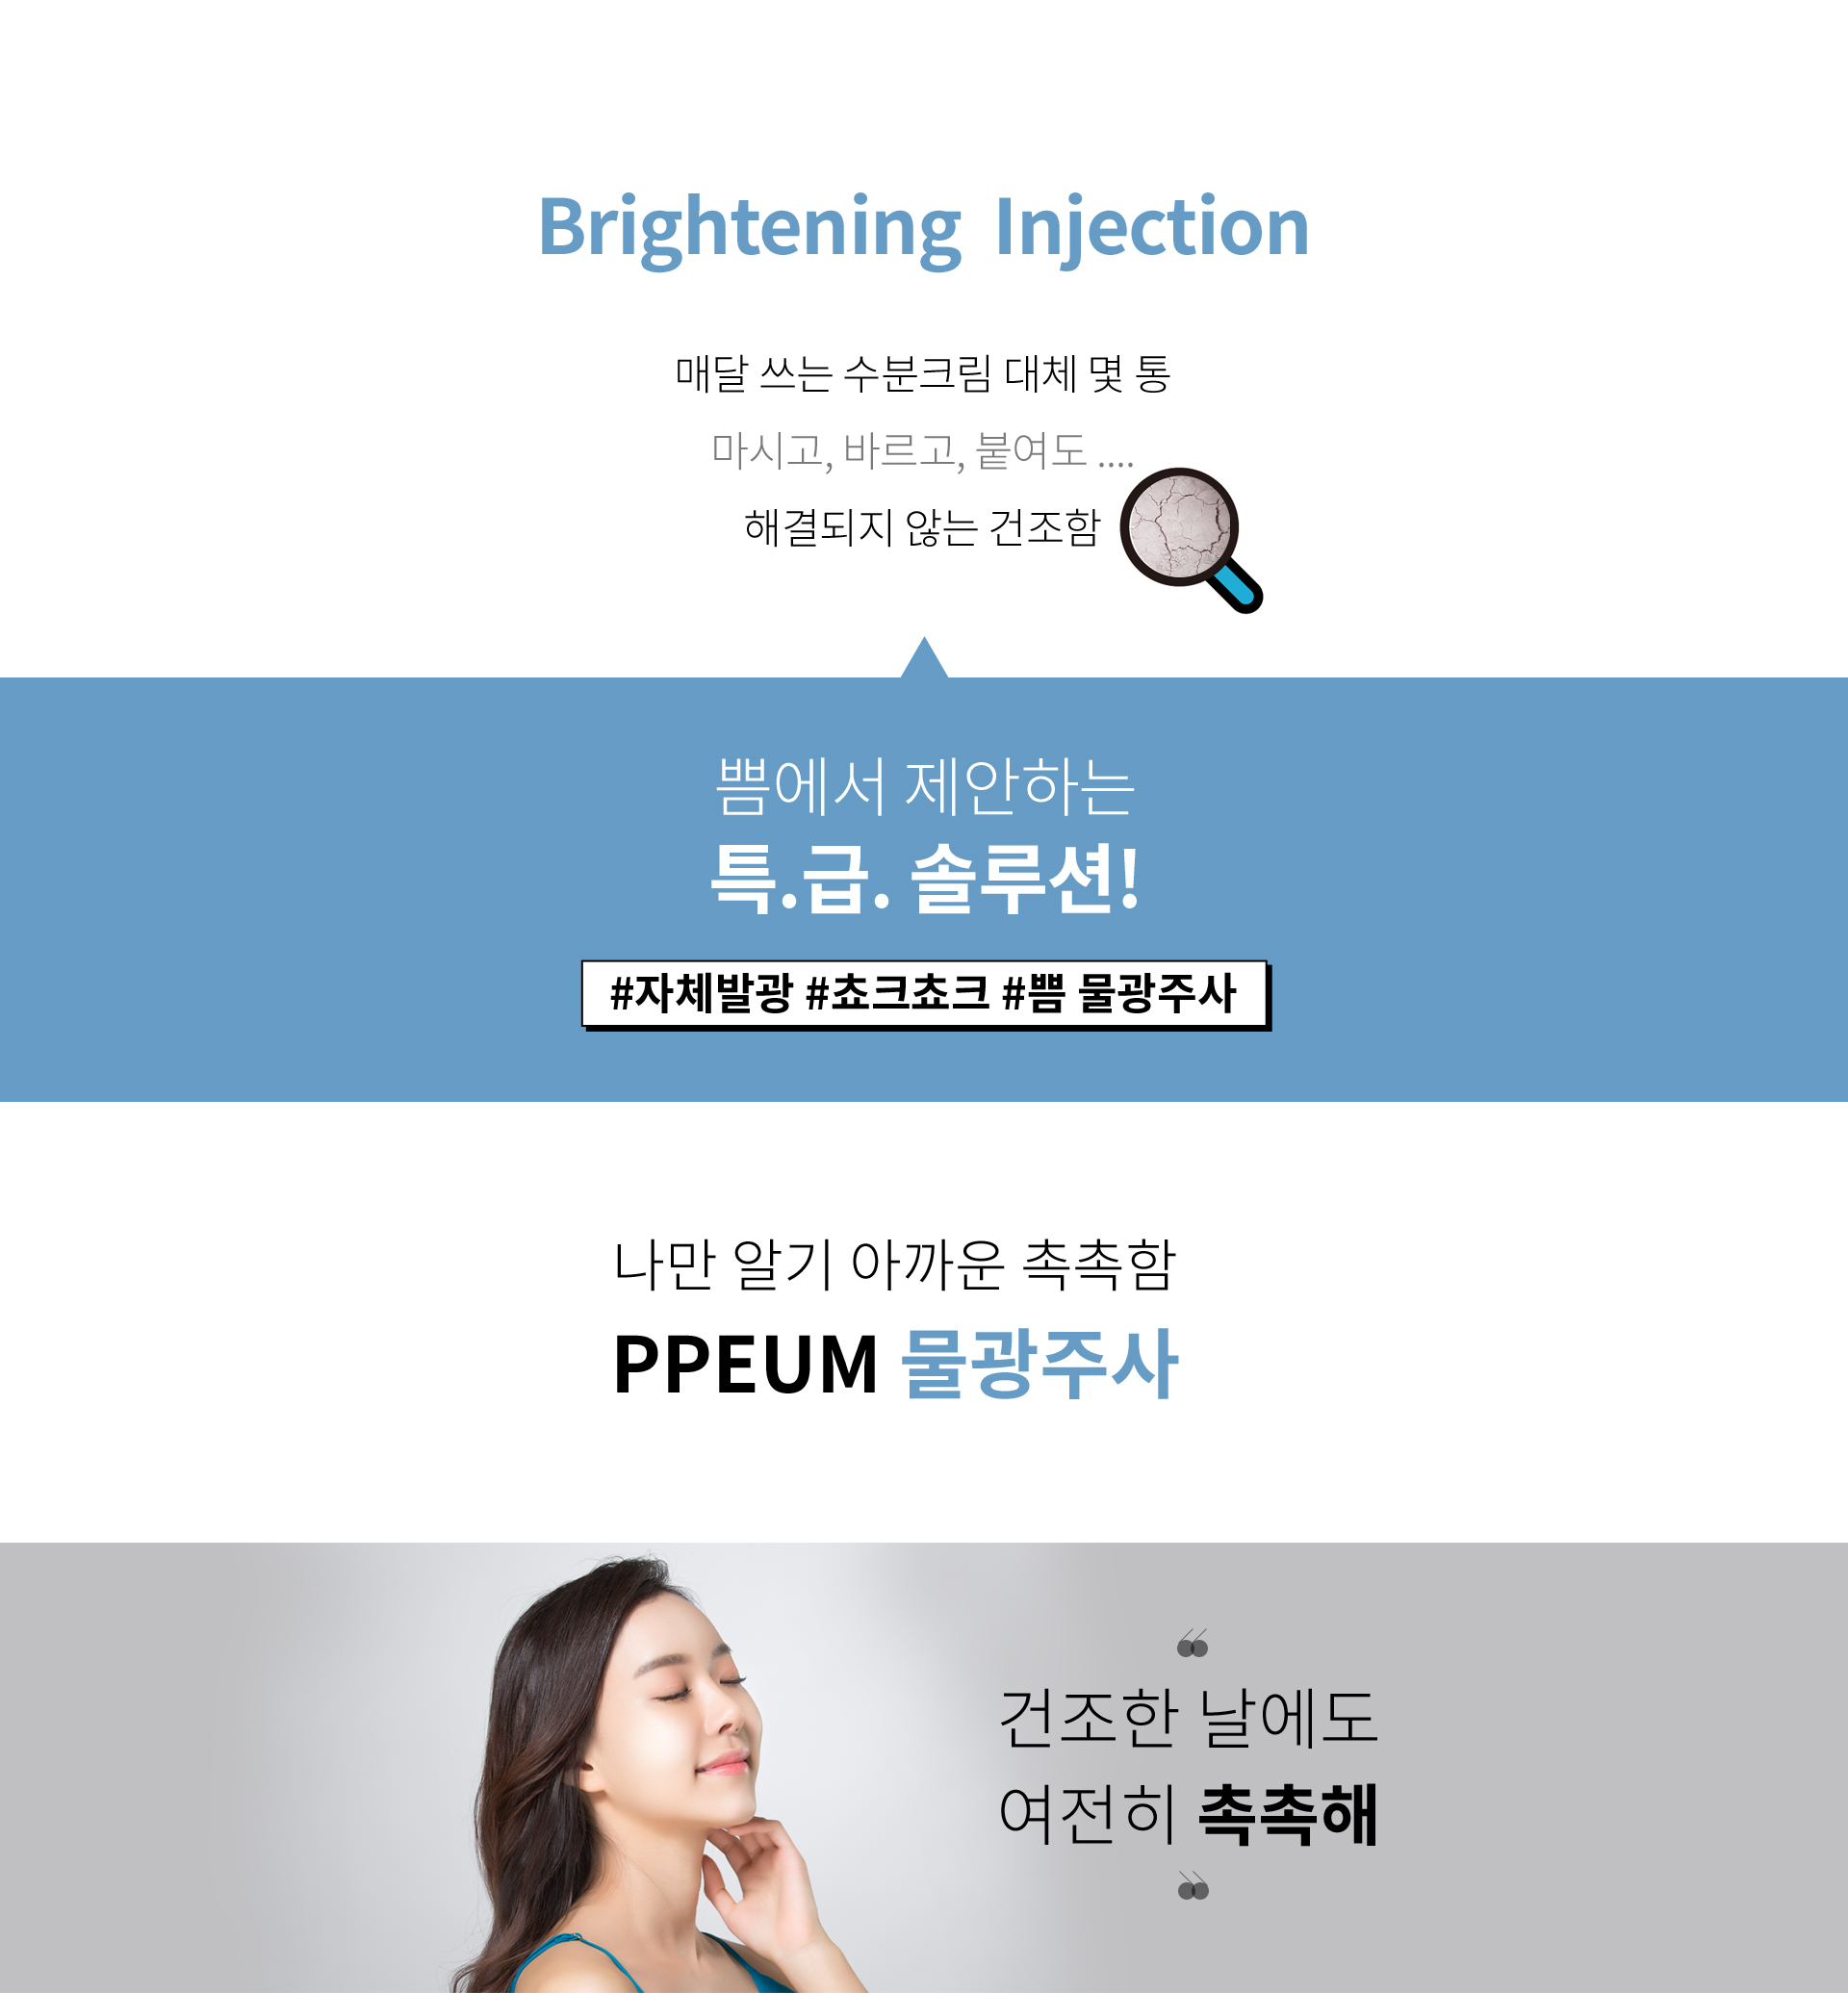 Brightening Injection
매달 쓰는 수분크림 대체 몇 통
마시고, 바르고, 붙여도 ....
해결되지 않는 건조함
쁨에서 제안하는
특.급. 솔루션!
#자체발광 #쵸크쵸크 #쁨 물광주사
나만 알기 아까운 촉촉함
PPEUM 물광주사
건조한 날에도
여전히 촉촉해